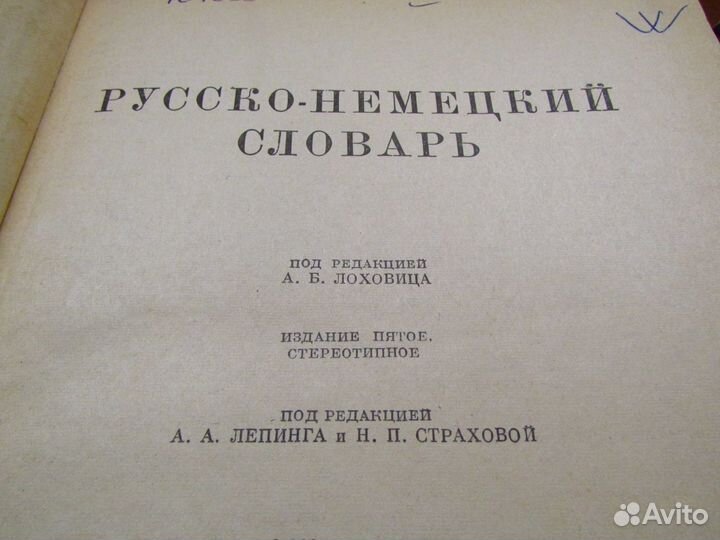 РУССКО-НЕМЕЦКИЙ
СЛОВАРЬ
ПОД РЕДАКЦИЕЙ
А. Б. ЛОХОВИЦА
ИЗДАНИЕ ПЯТОЕ,
СТЕРЕОТИПНОЕ
ПОД РЕДАКЦИЕЙ
А. А. ЛЕПИНГА и Н. П. СТРАХОВОЙ
Avito